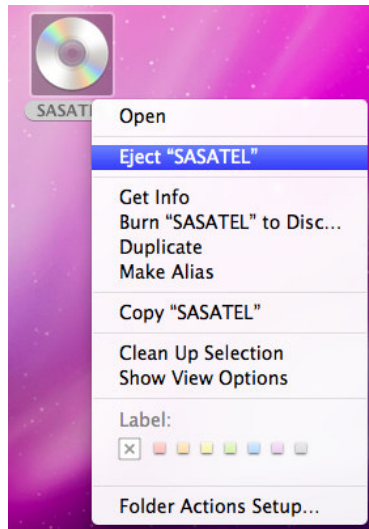 SASATE
Open
Eject “SASATEL”
Get Info
Burn “SASATEL” to Disc...
Duplicate
Make Alias
Copy “SASATEL”
Clean Up Selection
Show View Options
Label:
Folder Actions Setup...